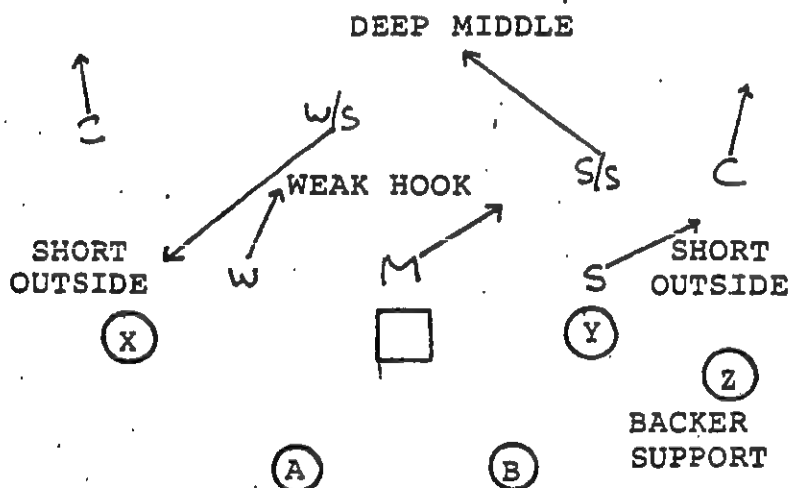 DEEP MIDDLE
C
W/S
S/S
C
WEAK HOOK
SHORT
OUTSIDE
W
M
S
SHORT
OUTSIDE
X
Y
Z
BACKER
SUPPORT
A
B